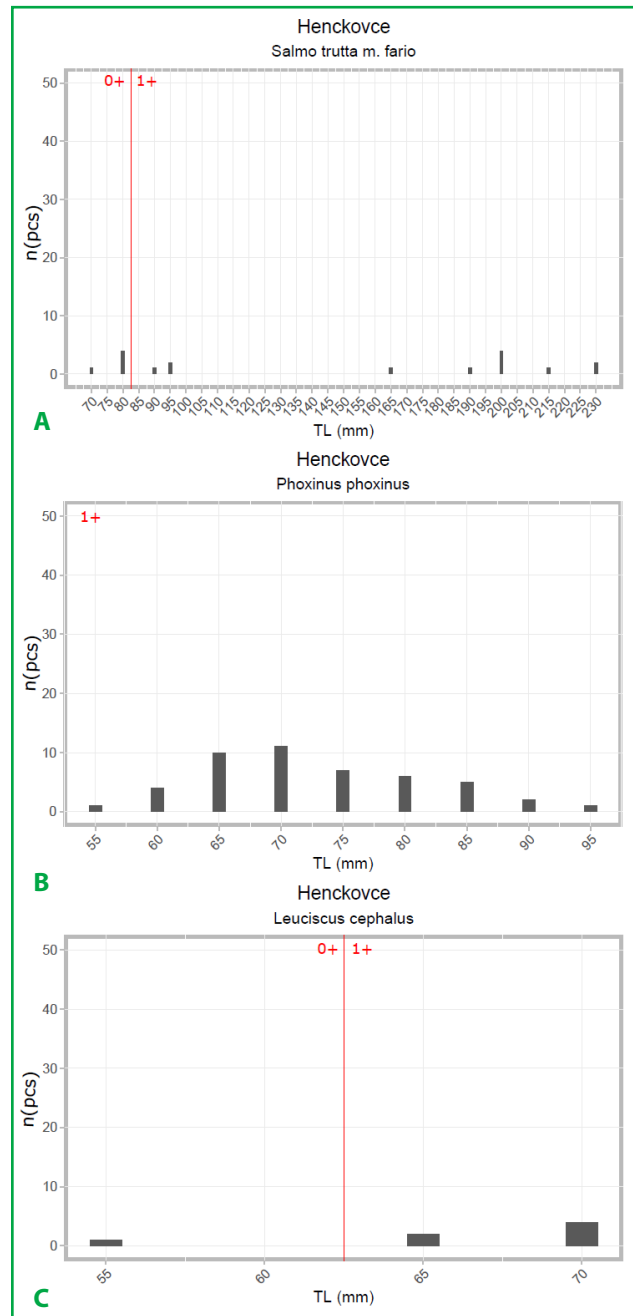 Henckovce
Salmo trutta m. fario
0+ 1+
50
40
30
20
10
0
n(pcs)
70 75 80 85 90 95 100 105 110 115 120 125 130 135 140 145 150 155 160 165 170 175 180 185 190 195 200 205 210 215 220 225 230
TL (mm)
A
Henckovce
Phoxinus phoxinus
1+
50
40
30
20
10
0
n(pcs)
55 60 65 70 75 80 85 90 95
TL (mm)
B
Henckovce
Leuciscus cephalus
0+ 1+
50
40
30
20
10
0
n(pcs)
55 60 65 70
TL (mm)
C